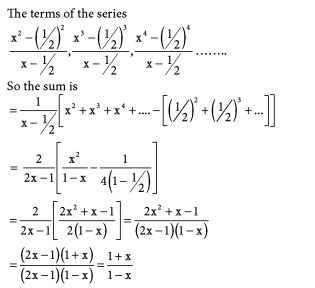 The terms of the series
(x² − (1/2)²)/(x − 1/2), (x³ − (1/2)³)/(x − 1/2), (x⁴ − (1/2)⁴)/(x − 1/2) ........
So the sum is
= 1/(x − 1/2) [x² + x³ + x⁴ + .... − [(1/2)² + (1/2)³ + ...]]
= 2/(2x − 1) [x²/(1 − x) − 1/(4(1 − 1/2))]
= 2/(2x − 1) [(2x² + x − 1)/(2(1 − x))] = (2x² + x − 1)/((2x − 1)(1 − x))
= ((2x − 1)(1 + x))/((2x − 1)(1 − x)) = (1 + x)/(1 − x)